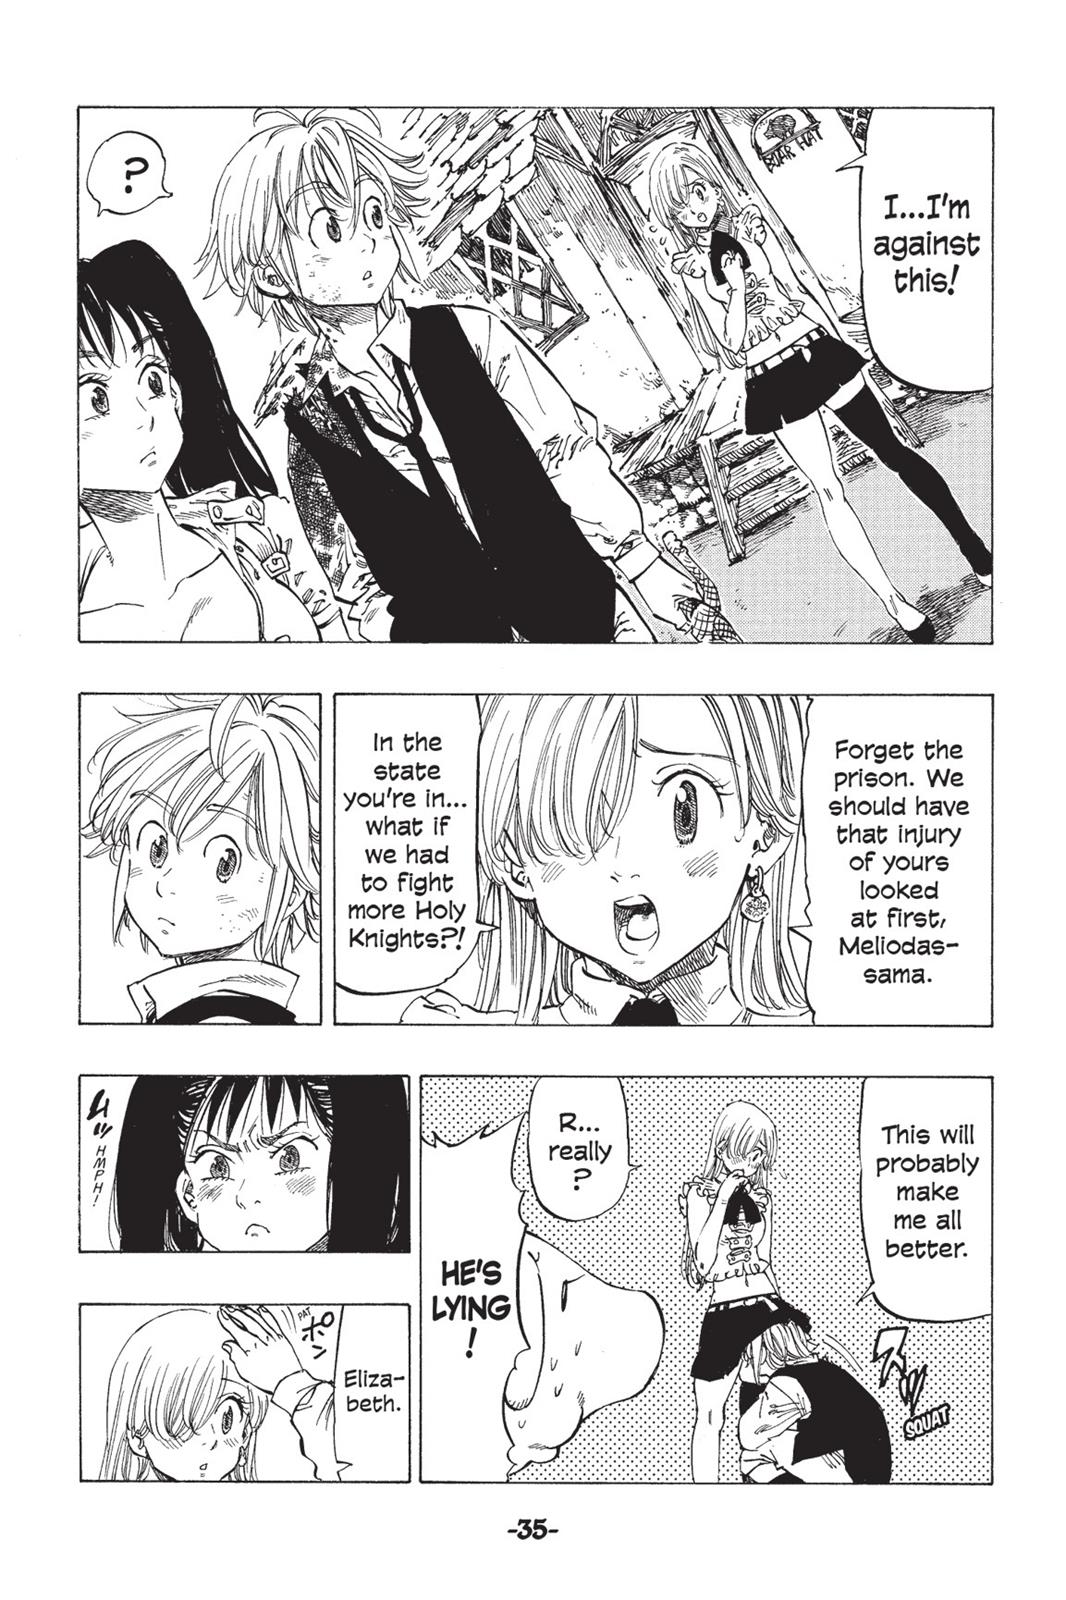 I...I'm
against
this!
BOAR HAT
?
Forget the
prison. We
should have
that injury
of yours
looked
at first,
Meliodas-
sama.
In the
state
you're in...
what if
we had
to fight
more Holy
Knights?!
This will
probably
make
me all
better.
スッ
SQUAT
R...
really
?
HE'S
LYING
!
ムッ
HMPH!
Eliza-
beth.
ポン
PAT
-35-